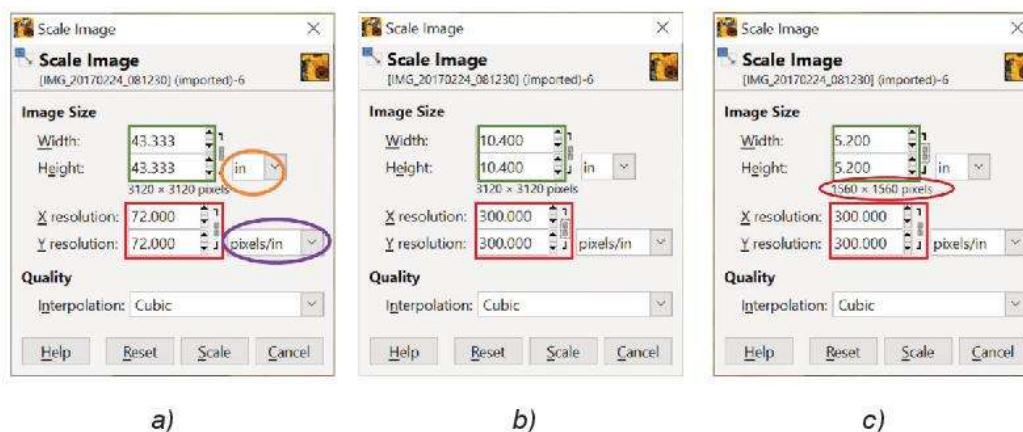 Scale Image
Scale Image
[IMG_20170224_081230] (imported)-6
Image Size
Width: 43.333
Height: 43.333 in
3120 × 3120 pixels
X resolution: 72.000
Y resolution: 72.000 pixels/in
Quality
Interpolation: Cubic
Help Reset Scale Cancel
a)
Scale Image
Scale Image
[IMG_20170224_081230] (imported)-6
Image Size
Width: 10.400
Height: 10.400 in
3120 × 3120 pixels
X resolution: 300.000
Y resolution: 300.000 pixels/in
Quality
Interpolation: Cubic
Help Reset Scale Cancel
b)
Scale Image
Scale Image
[IMG_20170224_081230] (imported)-6
Image Size
Width: 5.200
Height: 5.200 in
1560 × 1560 pixels
X resolution: 300.000
Y resolution: 300.000 pixels/in
Quality
Interpolation: Cubic
Help Reset Scale Cancel
c)